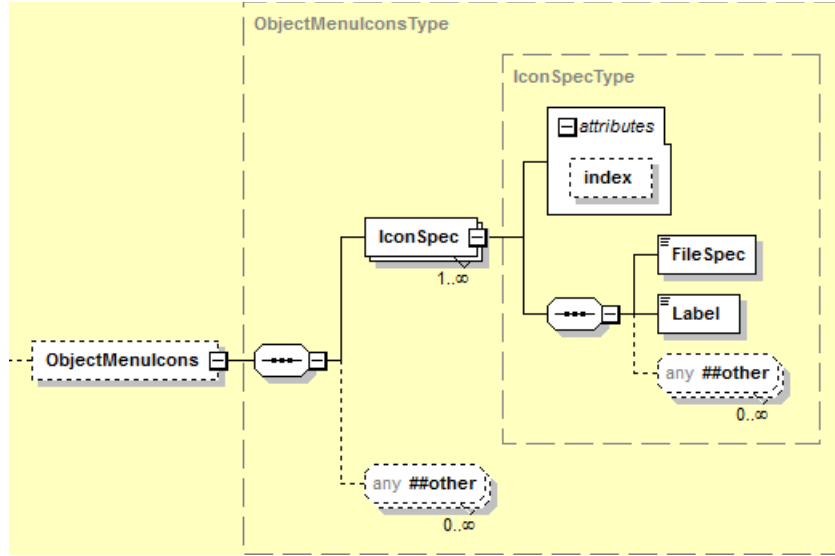 ObjectMenuIconsType
IconSpecType
attributes
index
IconSpec
1..∞
FileSpec
Label
ObjectMenuIcons
any ##other
0..∞
any ##other
0..∞